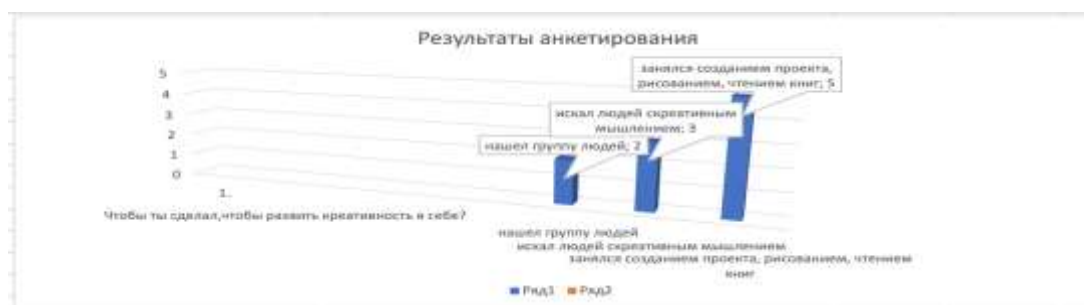 Результаты анкетирования
5
4
3
2
1
0
занялся созданием проекта,
рисованием, чтением книг; 5
искал людей скреативным
мышлением; 3
нашел группу людей; 2
1.
Чтобы ты сделал,чтобы развить креативность в себе?
нашел группу людей
искал людей скреативным мышлением
занялся созданием проекта, рисованием, чтением
книг
Ряд1 Ряд2